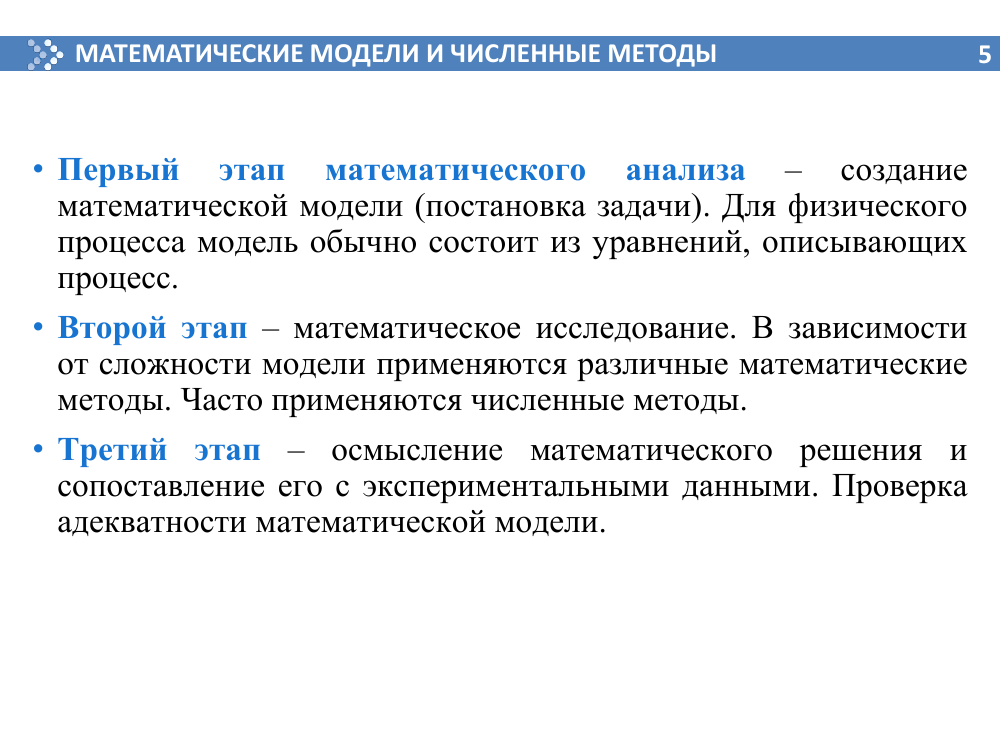 МАТЕМАТИЧЕСКИЕ МОДЕЛИ И ЧИСЛЕННЫЕ МЕТОДЫ 5
• Первый этап математического анализа – создание
математической модели (постановка задачи). Для физического
процесса модель обычно состоит из уравнений, описывающих
процесс.
• Второй этап – математическое исследование. В зависимости
от сложности модели применяются различные математические
методы. Часто применяются численные методы.
• Третий этап – осмысление математического решения и
сопоставление его с экспериментальными данными. Проверка
адекватности математической модели.